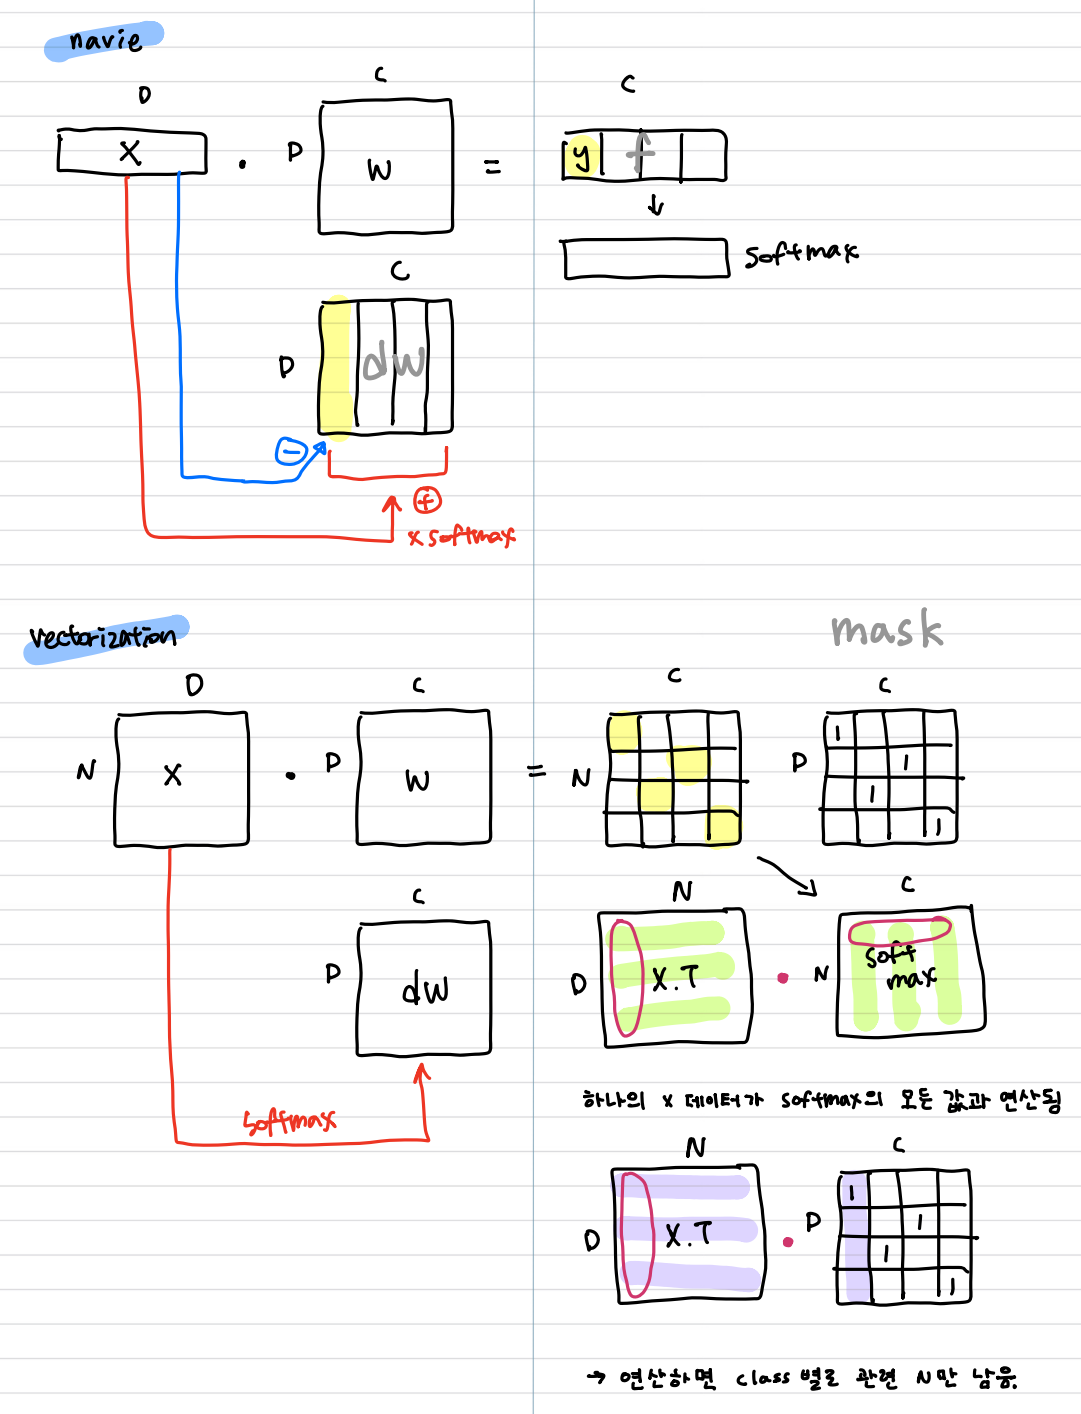 navie
D
C
C
X
.
D
W
=
y
f
↓
softmax
C
D
dW
⊖
⊕
x softmax
vectorization
mask
D
C
C
C
N
X
.
D
W
=
N
D
1
1
1
1
C
N
C
D
dW
D
X.T
.
N
soft
max
softmax
하나의 x 데이터가 softmax의 모든 값과 연산됨
N
C
D
X.T
.
D
1
1
1
1
→ 연산하면 class 별로 관련 N만 남음.